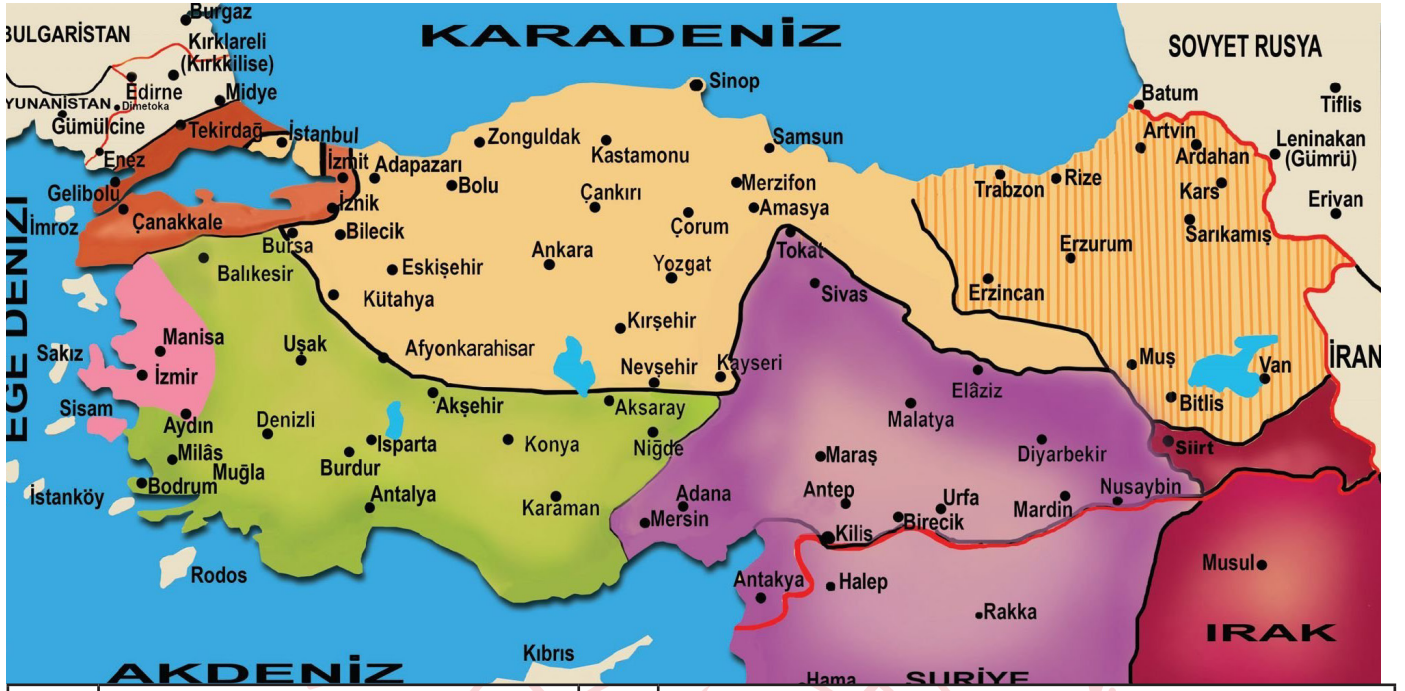 Burgaz
BULGARİSTAN
Kırklareli
(Kırkkilise)
KARADENİZ
SOVYET RUSYA
Edirne
YUNANİSTAN
Dimetoka
Midye
Sinop
Batum
Tiflis
Gümülcine
Tekirdağ
İstanbul
Zonguldak
Kastamonu
Samsun
Artvin
Ardahan
Leninakan
(Gümrü)
Enez
İzmit
Adapazarı
Bolu
Çankırı
Merzifon
Trabzon
Rize
Kars
Gelibolu
İznik
Amasya
Erivan
İmroz
Çanakkale
Bilecik
Çorum
Sarıkamış
Bursa
Ankara
Tokat
Erzurum
Balıkesir
Eskişehir
Yozgat
Sivas
Erzincan
EGE DENİZİ
Kütahya
Kırşehir
Manisa
Uşak
Afyonkarahisar
Sakız
İzmir
Nevşehir
Kayseri
Elâziz
Muş
Van
İRAN
Sisam
Akşehir
Aksaray
Malatya
Bitlis
Aydın
Denizli
Isparta
Konya
Niğde
Maraş
Diyarbekir
Siirt
Milâs
Muğla
Burdur
Bodrum
Antalya
Karaman
Adana
Mersin
Antep
Urfa
Birecik
Mardin
Nusaybin
İstanköy
Kilis
Rodos
Antakya
Halep
Musul
Rakka
Kıbrıs
IRAK
AKDENİZ
Hama
SURİYE